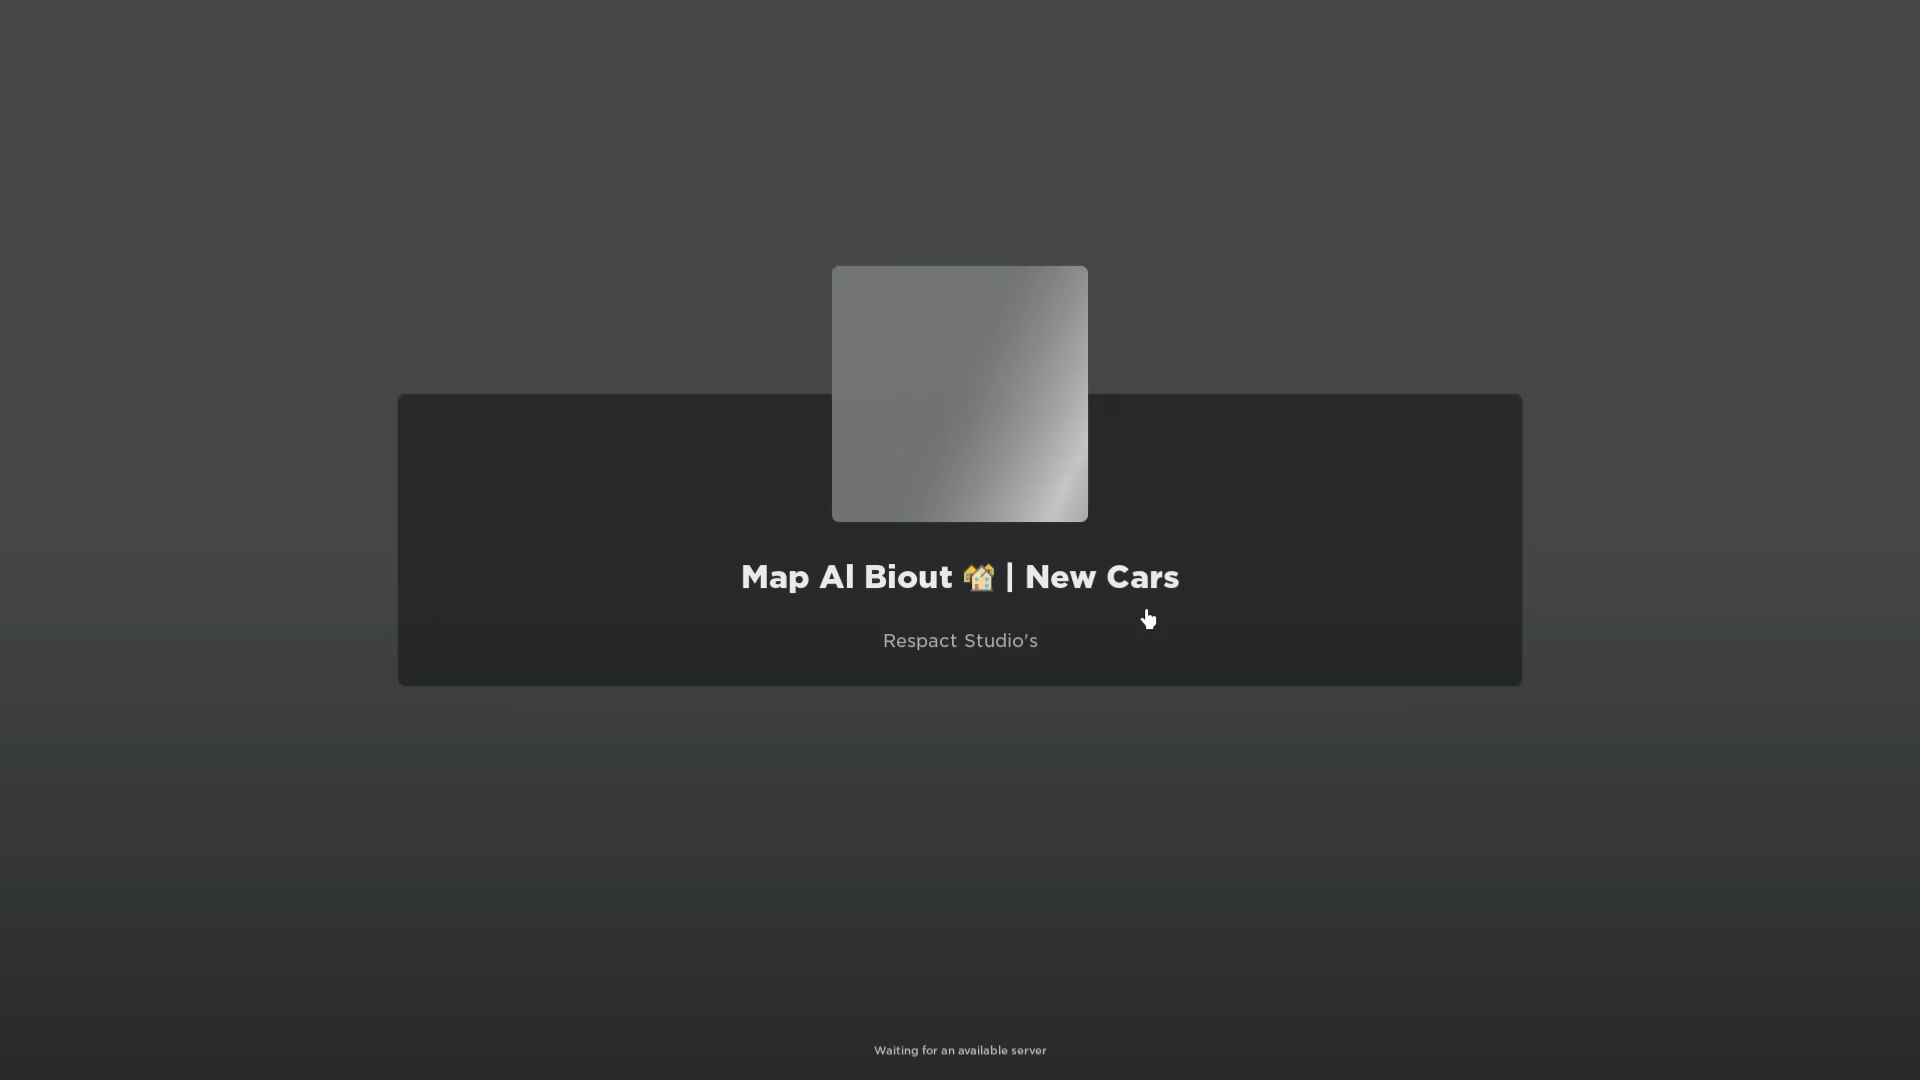 Map Al Biout 🏘️ | New Cars
Respact Studio's
Waiting for an available server